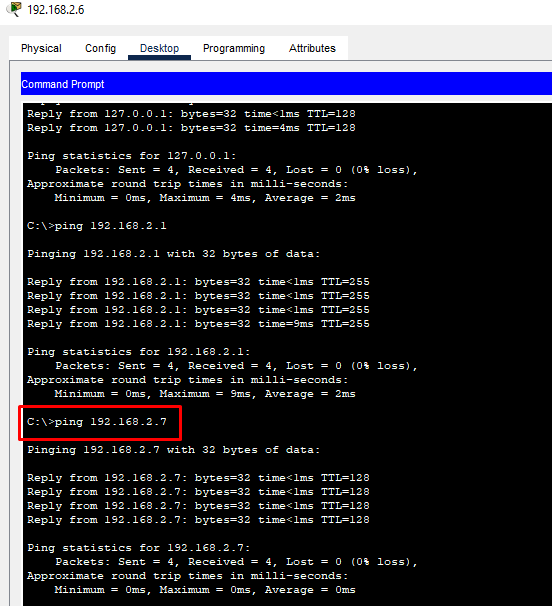 192.168.2.6
Physical Config Desktop Programming Attributes
Command Prompt
Reply from 127.0.0.1: bytes=32 time<1ms TTL=128
Reply from 127.0.0.1: bytes=32 time=4ms TTL=128
Ping statistics for 127.0.0.1:
Packets: Sent = 4, Received = 4, Lost = 0 (0% loss),
Approximate round trip times in milli-seconds:
Minimum = 0ms, Maximum = 4ms, Average = 2ms
C:\>ping 192.168.2.1
Pinging 192.168.2.1 with 32 bytes of data:
Reply from 192.168.2.1: bytes=32 time<1ms TTL=255
Reply from 192.168.2.1: bytes=32 time<1ms TTL=255
Reply from 192.168.2.1: bytes=32 time<1ms TTL=255
Reply from 192.168.2.1: bytes=32 time=9ms TTL=255
Ping statistics for 192.168.2.1:
Packets: Sent = 4, Received = 4, Lost = 0 (0% loss),
Approximate round trip times in milli-seconds:
Minimum = 0ms, Maximum = 9ms, Average = 2ms
C:\>ping 192.168.2.7
Pinging 192.168.2.7 with 32 bytes of data:
Reply from 192.168.2.7: bytes=32 time<1ms TTL=128
Reply from 192.168.2.7: bytes=32 time<1ms TTL=128
Reply from 192.168.2.7: bytes=32 time<1ms TTL=128
Reply from 192.168.2.7: bytes=32 time<1ms TTL=128
Ping statistics for 192.168.2.7:
Packets: Sent = 4, Received = 4, Lost = 0 (0% loss),
Approximate round trip times in milli-seconds:
Minimum = 0ms, Maximum = 0ms, Average = 0ms